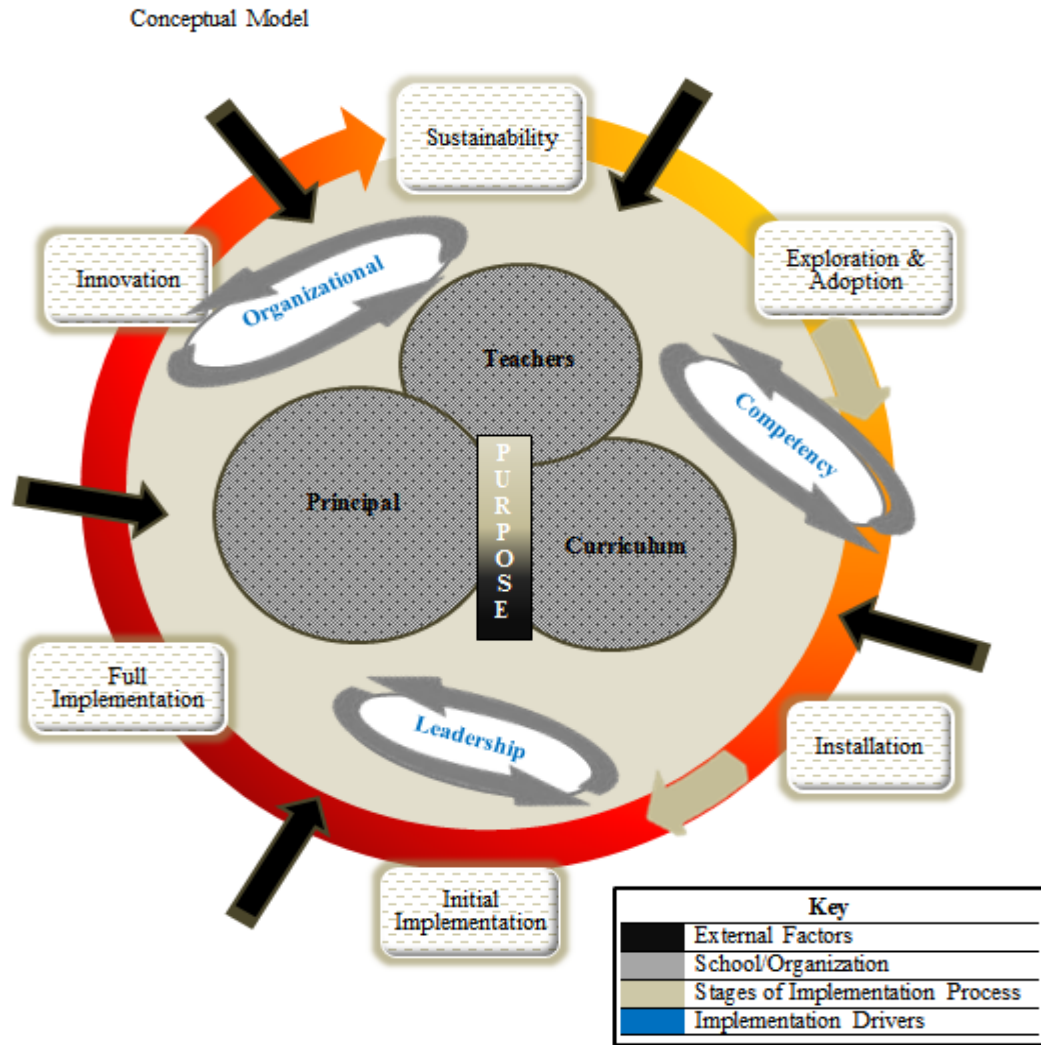 Conceptual Model
Sustainability
Innovation
Exploration &
Adoption
Organizational
Teachers
Competency
Principal
PURPOSE
Curriculum
Full
Implementation
Leadership
Installation
Initial
Implementation
Key
External Factors
School/Organization
Stages of Implementation Process
Implementation Drivers